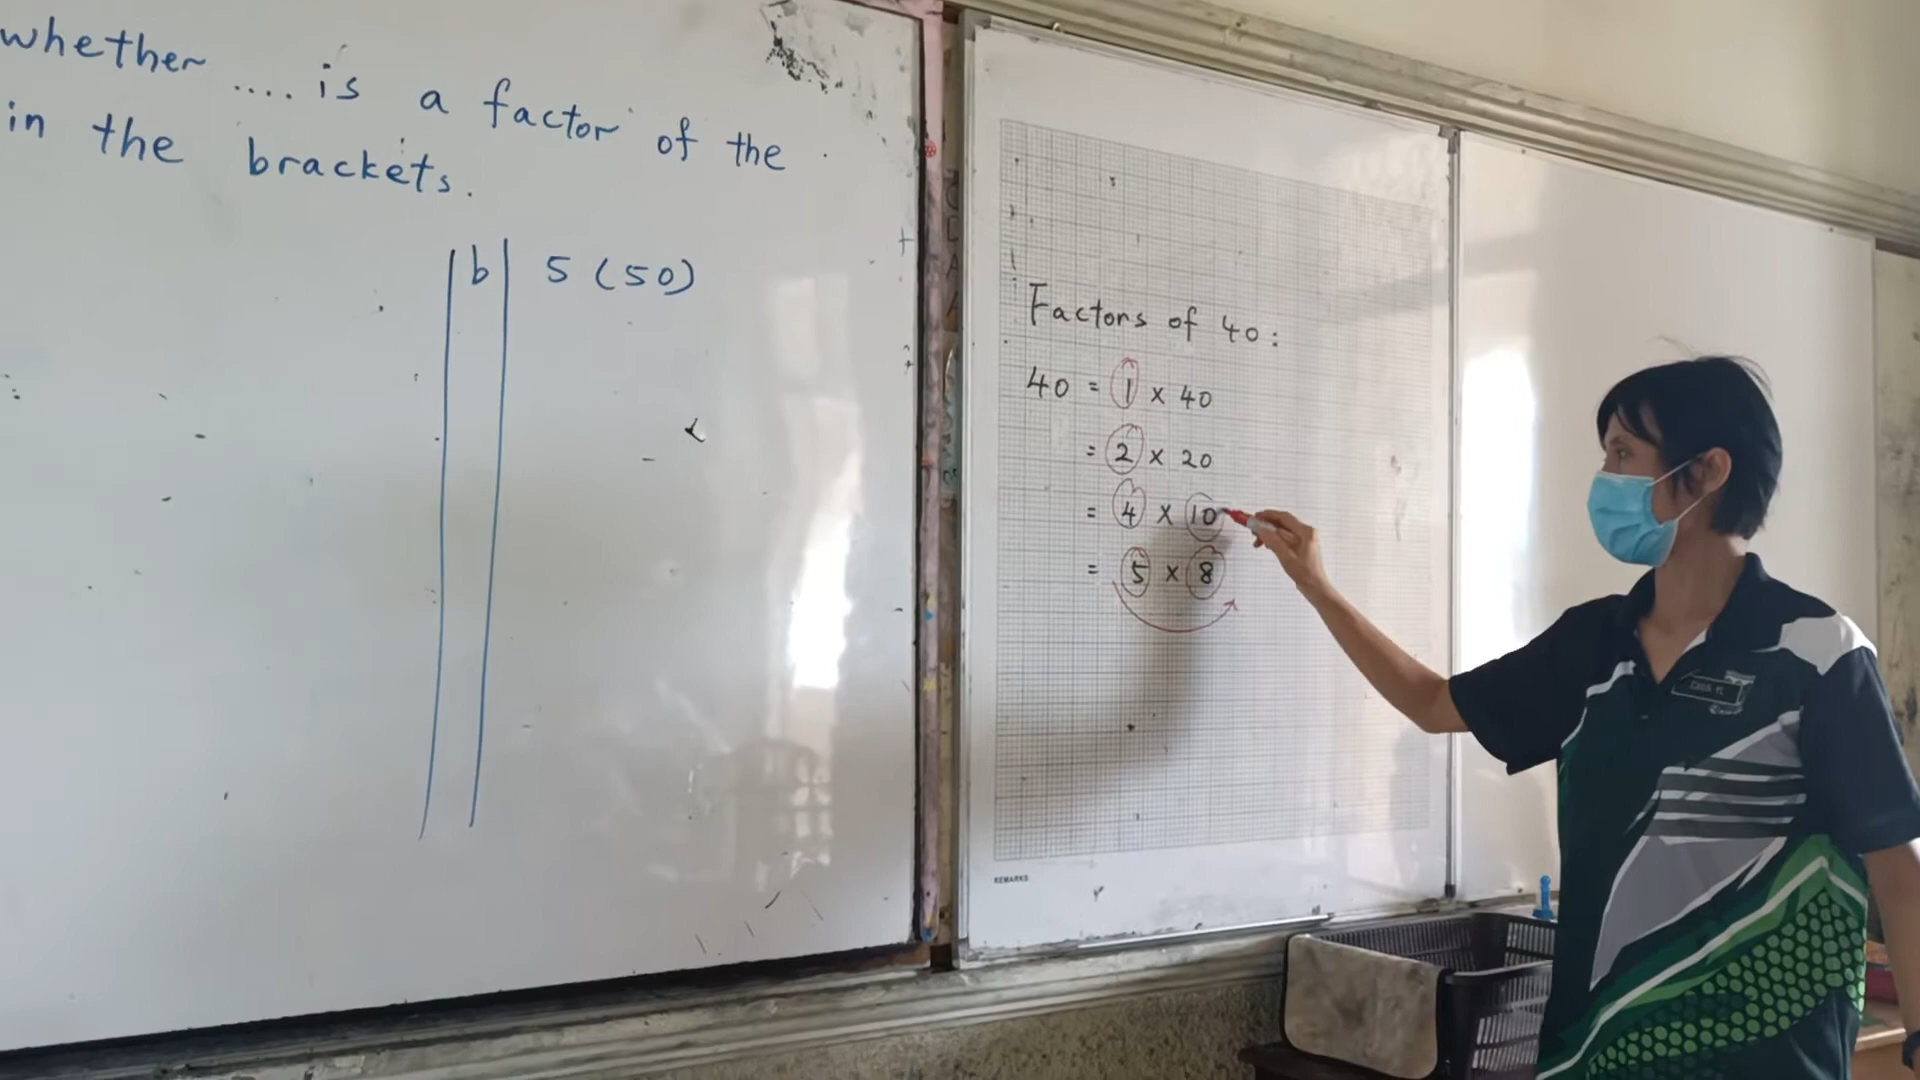 whether .... is a factor of the
in the brackets.
b 5 (50)
Factors of 40:
40 = 1 × 40
= 2 × 20
= 4 × 10
= 5 × 8
REMARKS